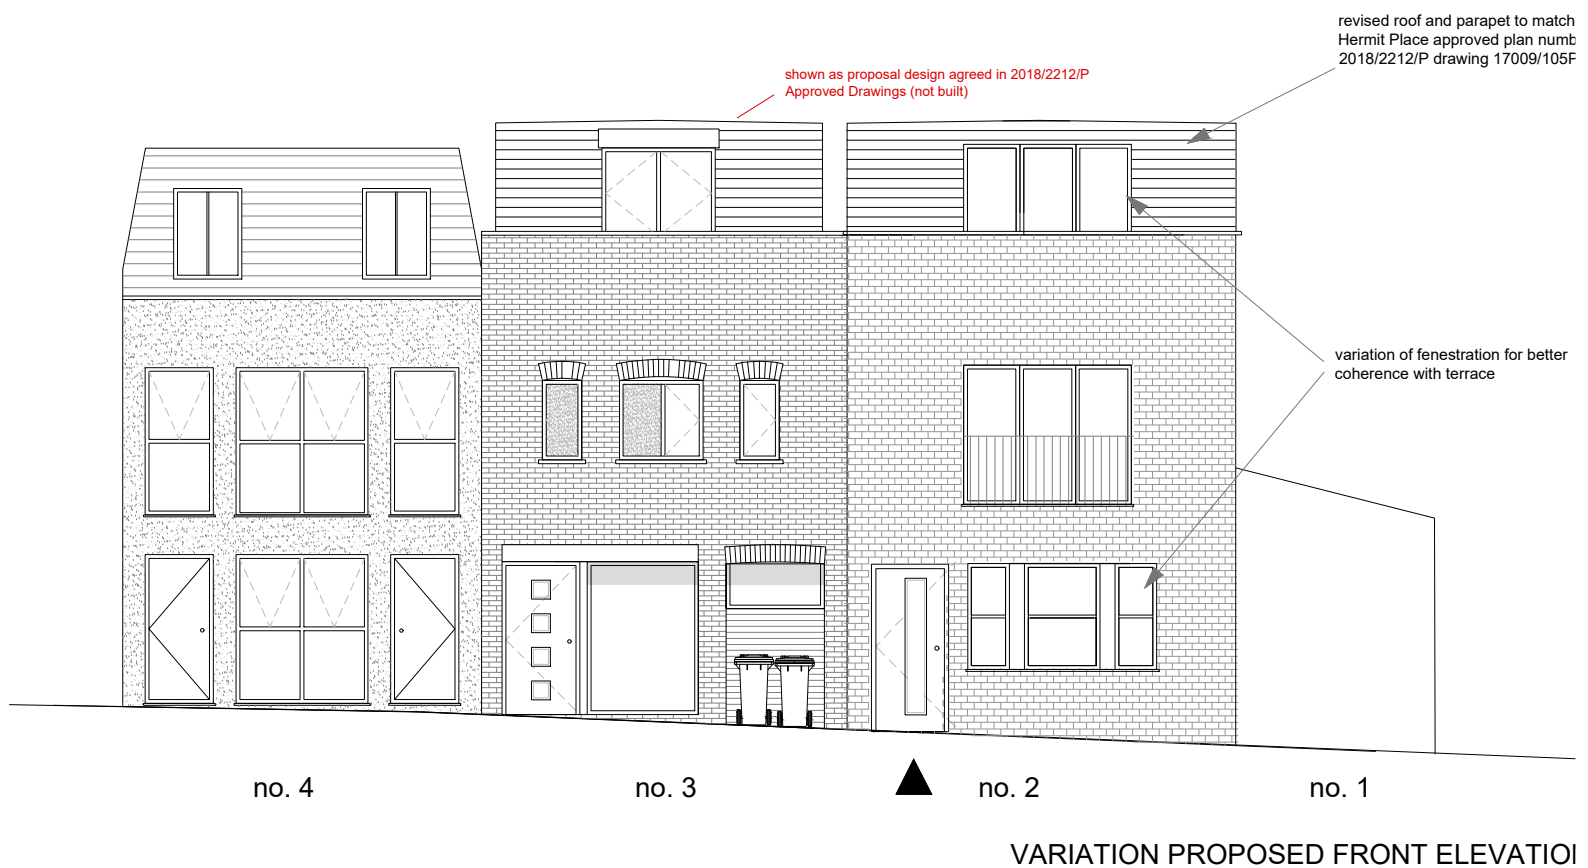 revised roof and parapet to match
Hermit Place approved plan numb
2018/2212/P drawing 17009/105P
shown as proposal design agreed in 2018/2212/P
Approved Drawings (not built)
variation of fenestration for better
coherence with terrace
no. 4
no. 3
no. 2
no. 1
VARIATION PROPOSED FRONT ELEVATION